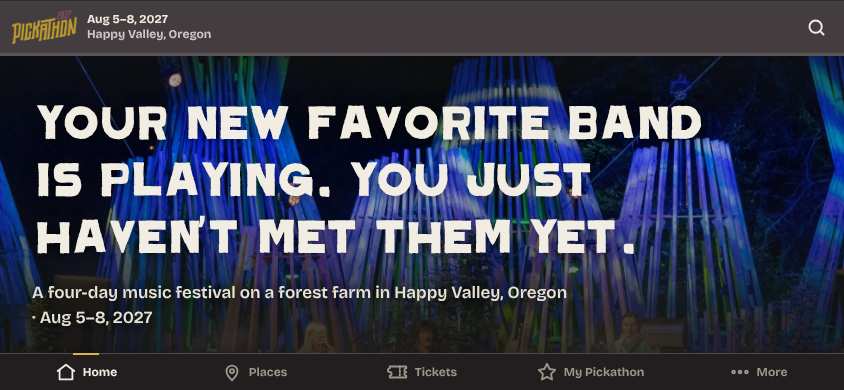 PICKATHON
Aug 5–8, 2027
Happy Valley, Oregon
YOUR NEW FAVORITE BAND
IS PLAYING. YOU JUST
HAVEN'T MET THEM YET.
A four-day music festival on a forest farm in Happy Valley, Oregon
· Aug 5–8, 2027
Home
Places
Tickets
My Pickathon
More